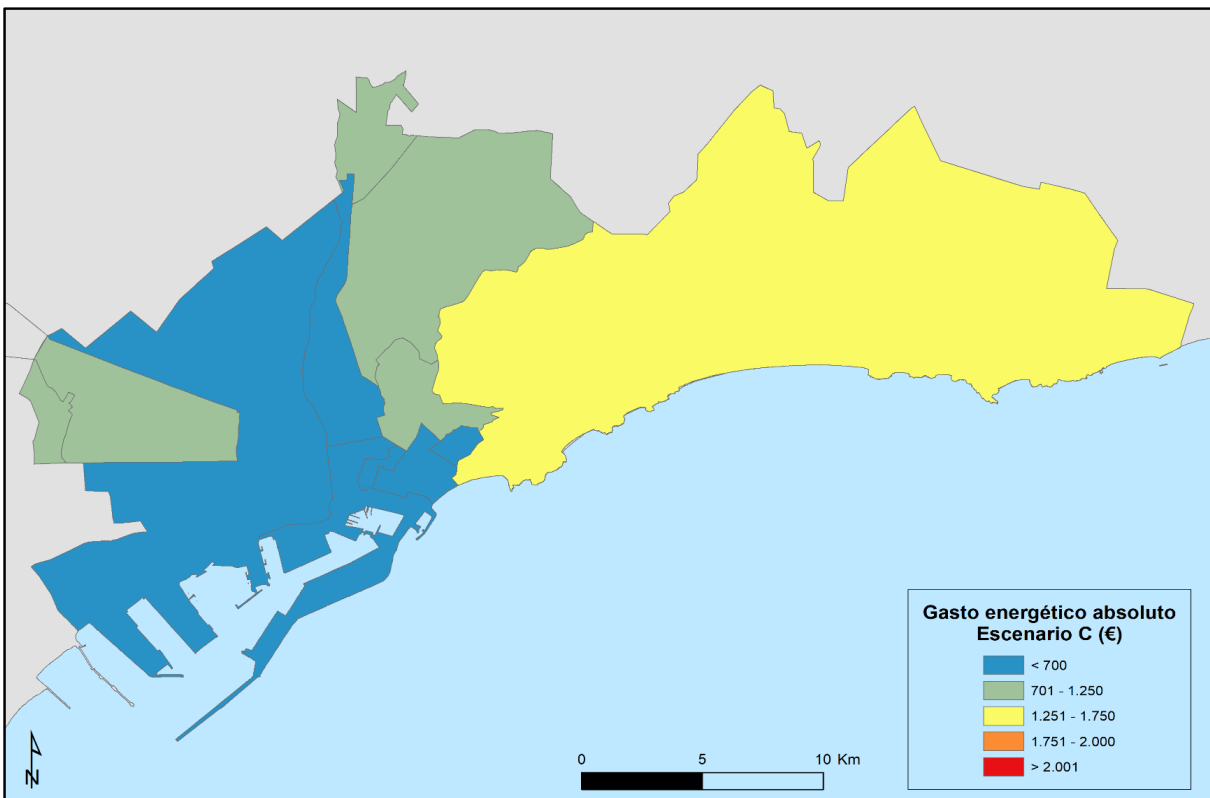 Gasto energético absoluto
Escenario C (€)
< 700
701 - 1.250
1.251 - 1.750
1.751 - 2.000
> 2.001
0 5 10 Km
N